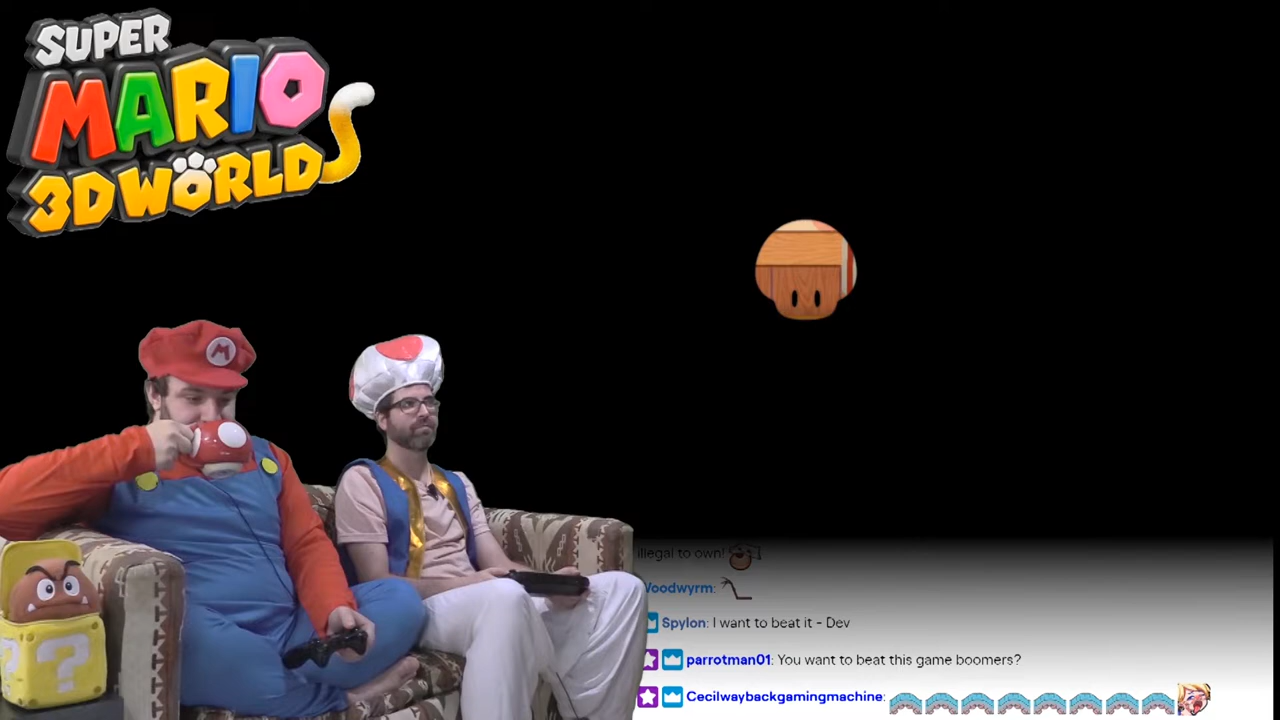 SUPER
MARIO
3D WORLD
M
?
illegal to own!
Woodwyrm:
Spylon: I want to beat it - Dev
parrotman01: You want to beat this game boomers?
Cecilwaybackgamingmachine: